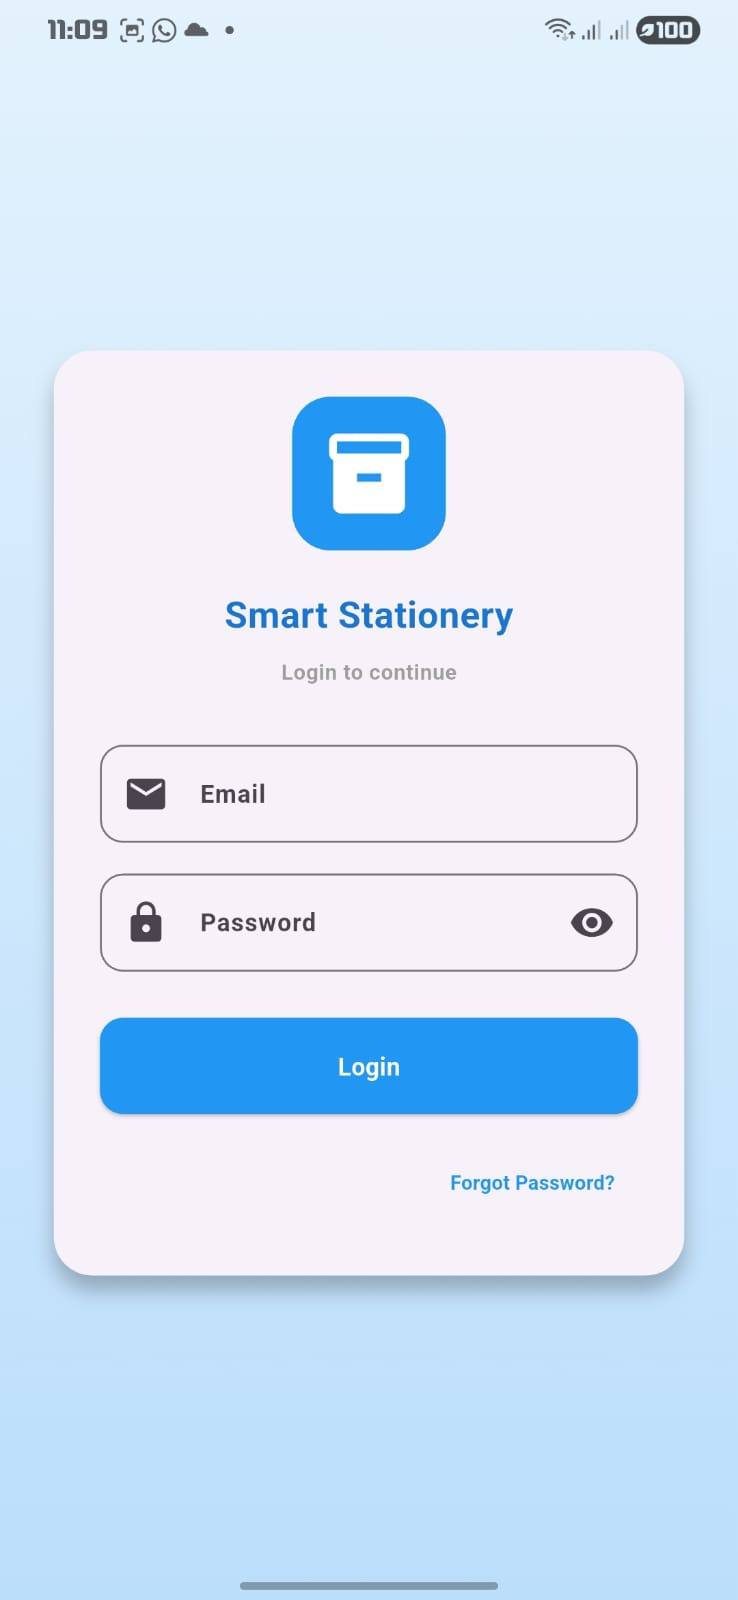 11:09
100
Smart Stationery
Login to continue
Email
Password
Login
Forgot Password?